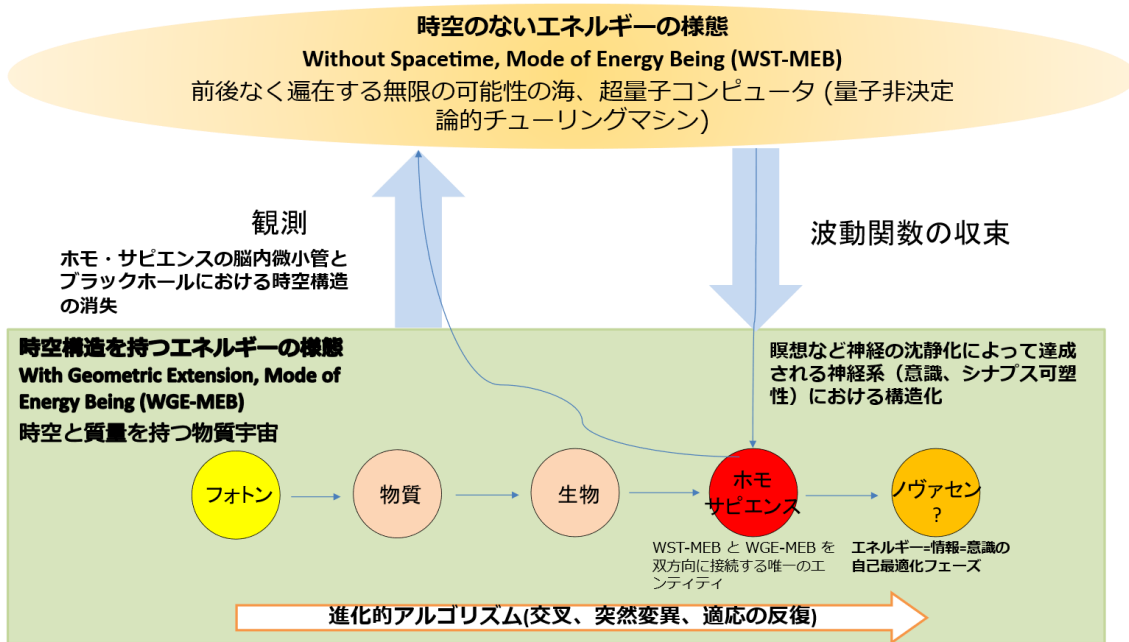 時空のないエネルギーの様態
Without Spacetime, Mode of Energy Being (WST-MEB)
前後なく遍在する無限の可能性の海、超量子コンピュータ (量子非決定
論的チューリングマシン)
観測
ホモ・サピエンスの脳内微小管と
ブラックホールにおける時空構造
の消失
波動関数の収束
時空構造を持つエネルギーの様態
With Geometric Extension, Mode of
Energy Being (WGE-MEB)
時空と質量を持つ物質宇宙
瞑想など神経の沈静化によって達成
される神経系（意識、シナプス可塑
性）における構造化
フォトン
物質
生物
ホモ
サピエンス
ノヴァセン
?
WST-MEB と WGE-MEB を
双方向に接続する唯一のエ
ンティティ
エネルギー=情報=意識の
自己最適化フェーズ
進化的アルゴリズム(交叉、突然変異、適応の反復)